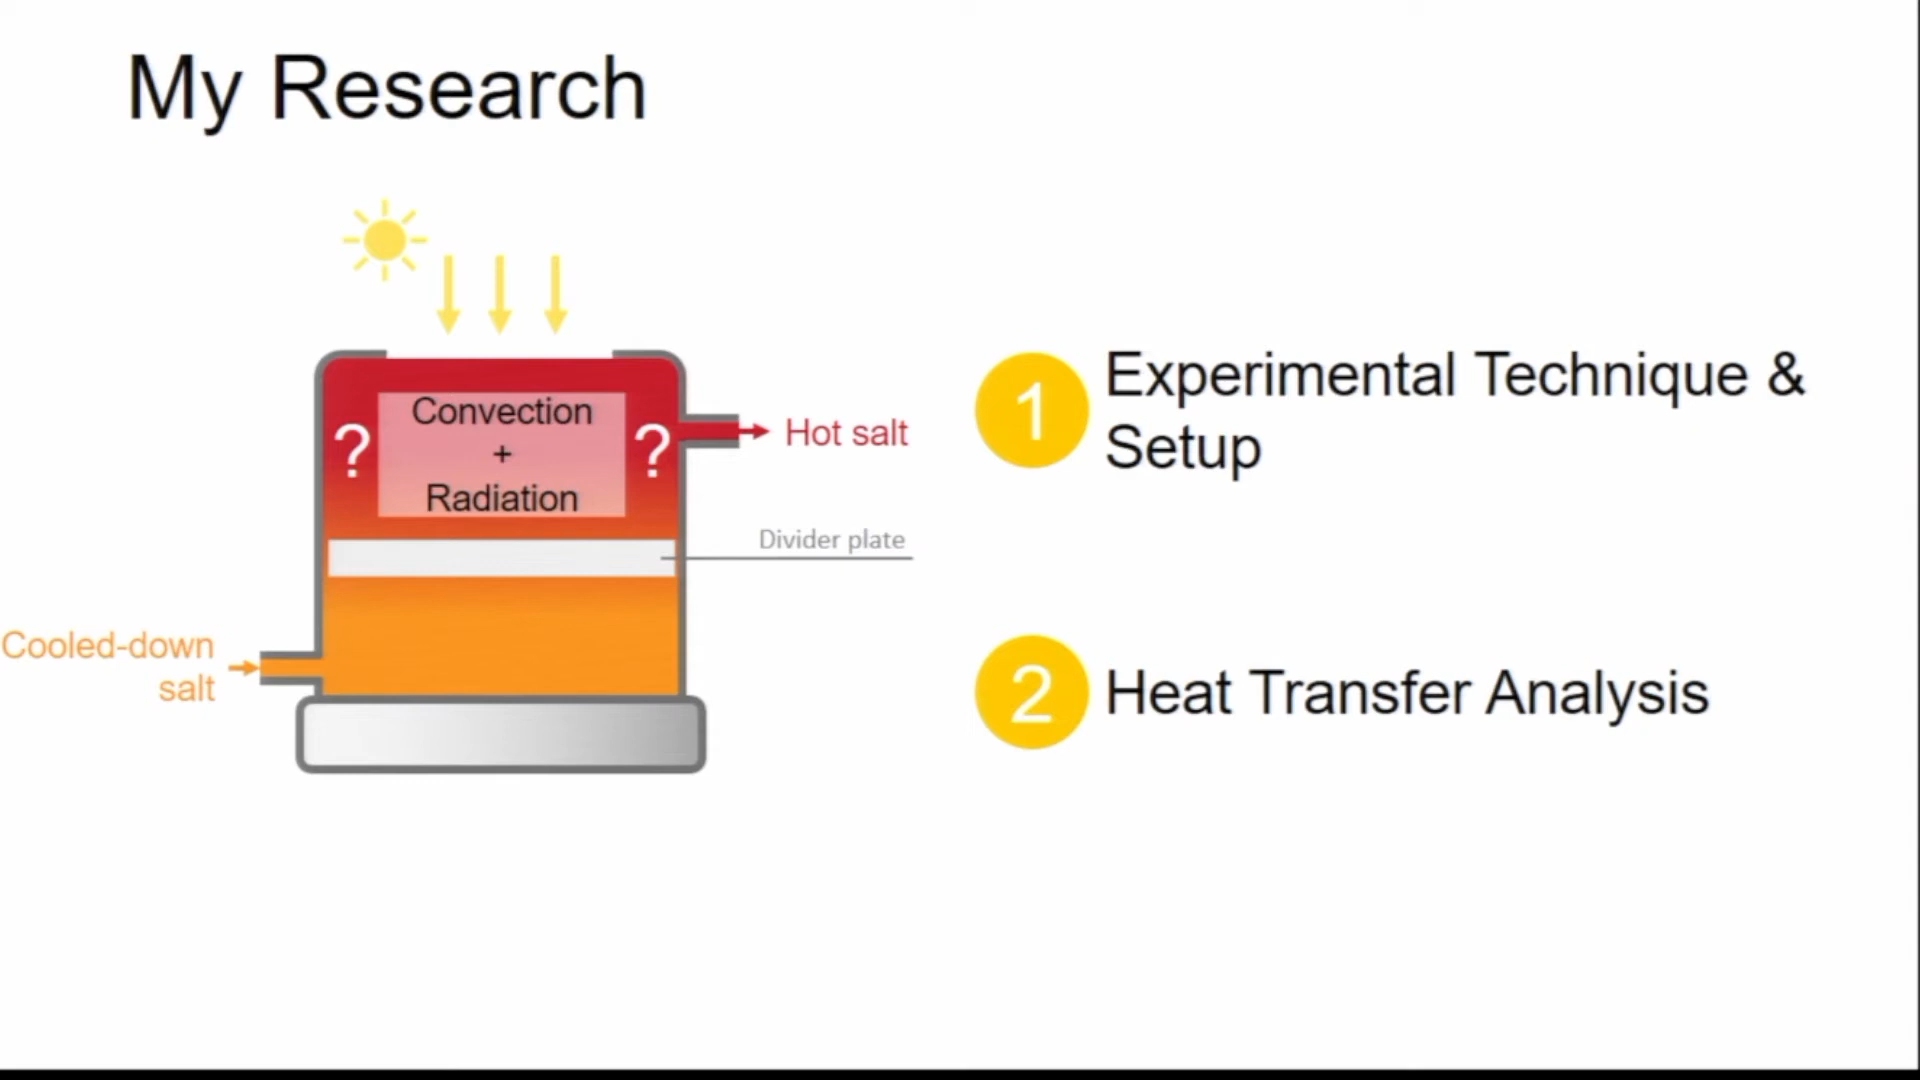 My Research
Convection
+
Radiation
?
?
Hot salt
Divider plate
Cooled-down
salt
1
Experimental Technique &
Setup
2
Heat Transfer Analysis